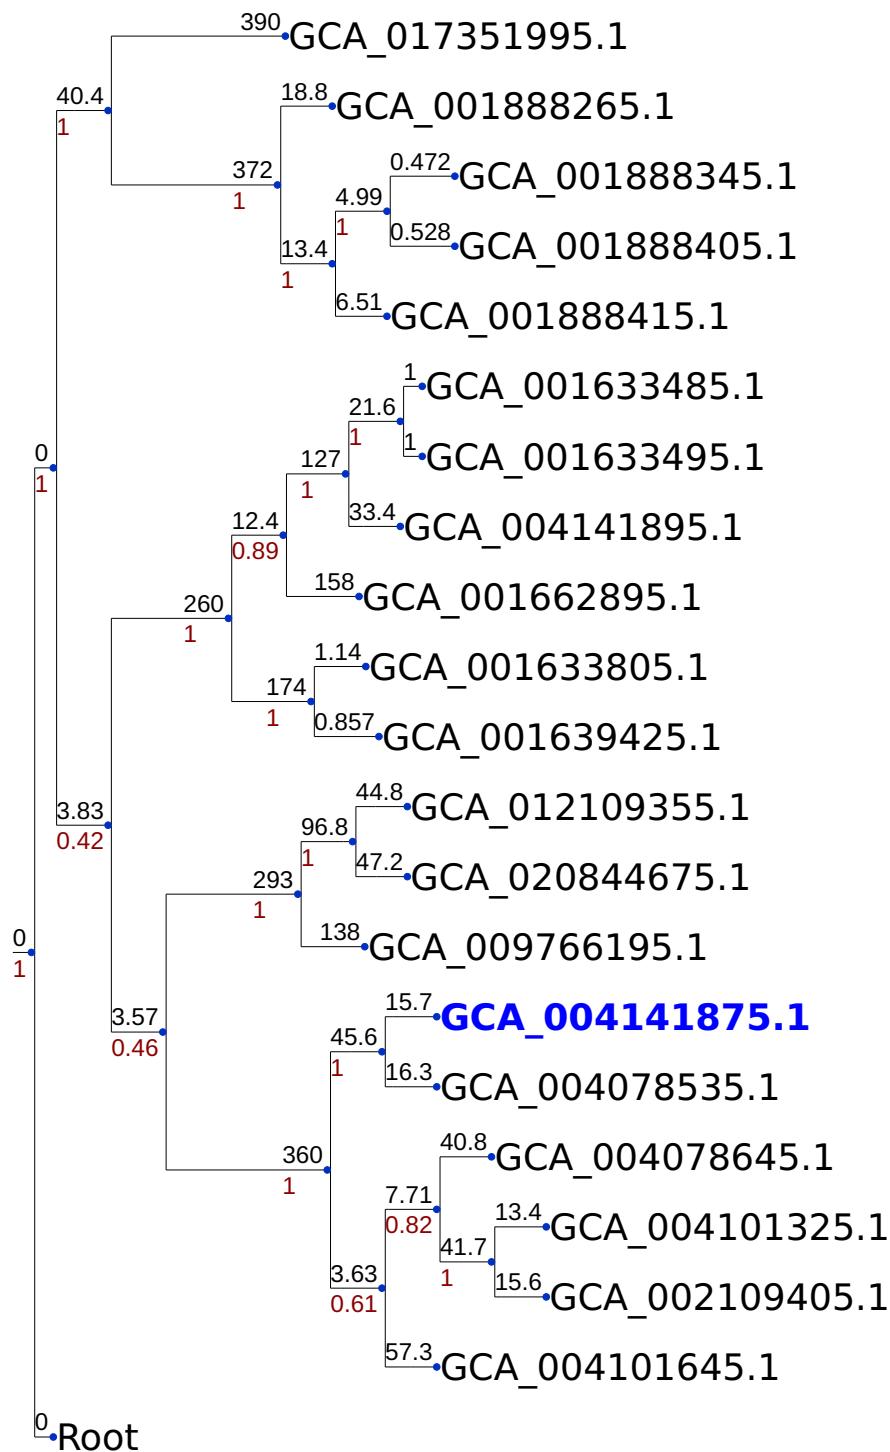 390
GCA_017351995.1
40.4
1
18.8
GCA_001888265.1
372
1
0.472
GCA_001888345.1
4.99
1
0.528
GCA_001888405.1
13.4
1
6.51
GCA_001888415.1
1
GCA_001633485.1
21.6
1
1
GCA_001633495.1
0
1
127
1
33.4
GCA_004141895.1
12.4
0.89
158
GCA_001662895.1
260
1
1.14
GCA_001633805.1
174
1
0.857
GCA_001639425.1
44.8
GCA_012109355.1
3.83
0.42
96.8
1
47.2
GCA_020844675.1
293
1
138
GCA_009766195.1
0
1
15.7
GCA_004141875.1
3.57
0.46
45.6
1
16.3
GCA_004078535.1
40.8
GCA_004078645.1
360
1
7.71
0.82
13.4
GCA_004101325.1
41.7
1
15.6
GCA_002109405.1
3.63
0.61
57.3
GCA_004101645.1
0
Root